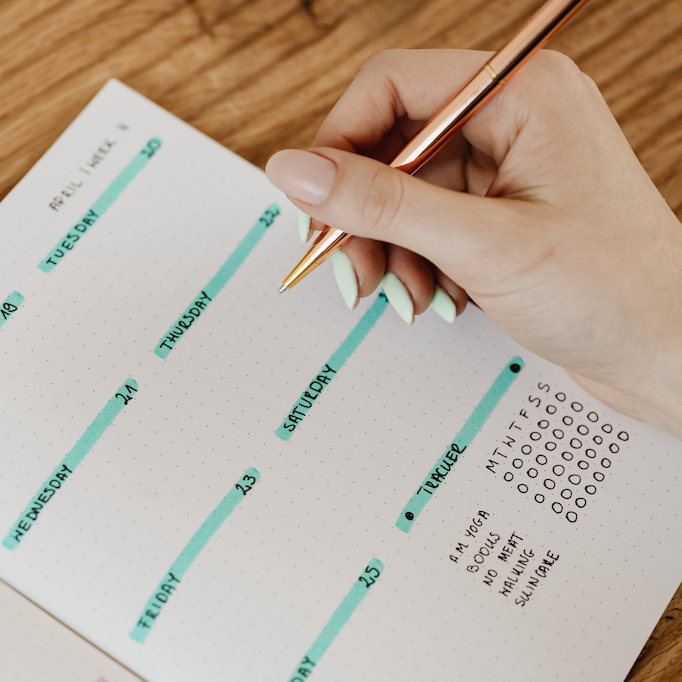 APRIL | WEEK 4
19
TUESDAY 20
WEDNESDAY 21
THURSDAY 22
FRIDAY 23
SATURDAY
DAY 25
TRACKER
M T W T F S S
A.M YOGA
BOOKS
NO MEAT
WALKING
SKINCARE